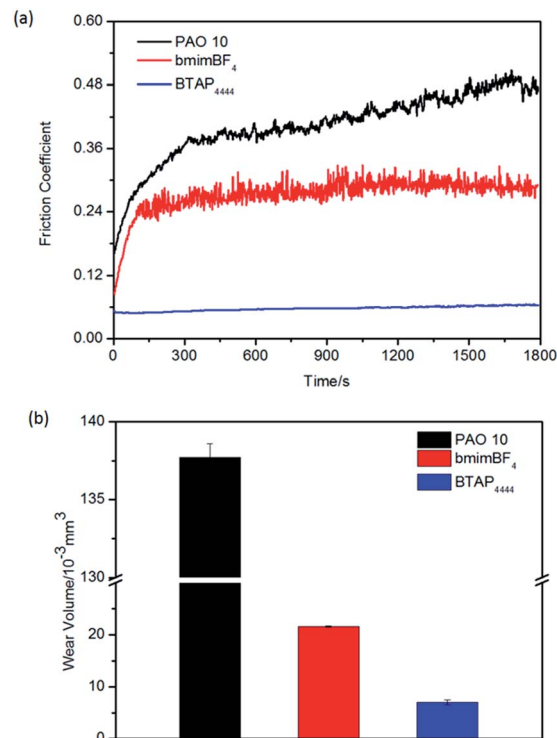 (a)
0.60
0.48
0.36
0.24
0.12
0.00
Friction Coefficient
PAO 10
bmimBF4
BTAP4444
0 300 600 900 1200 1500 1800
Time/s
(b)
140
135
130
20
10
0
Wear Volume/10-3mm3
PAO 10
bmimBF4
BTAP4444